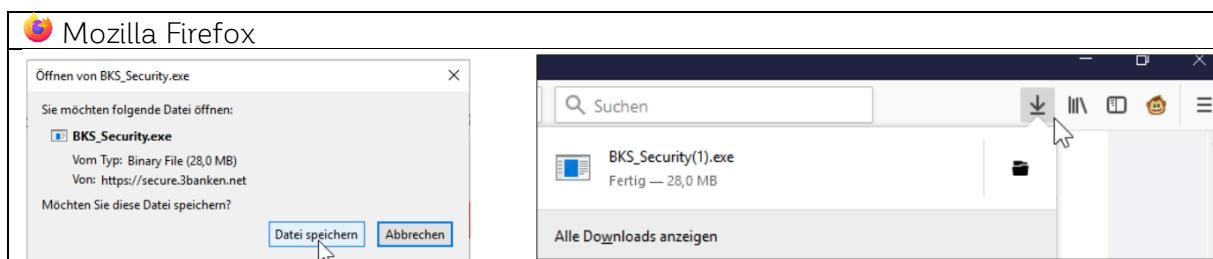 Mozilla Firefox
Öffnen von BKS_Security.exe
Sie möchten folgende Datei öffnen:
BKS_Security.exe
Vom Typ: Binary File (28,0 MB)
Von: https://secure.3banken.net
Möchten Sie diese Datei speichern?
Datei speichern Abbrechen
Suchen
BKS_Security(1).exe
Fertig — 28,0 MB
Alle Downloads anzeigen